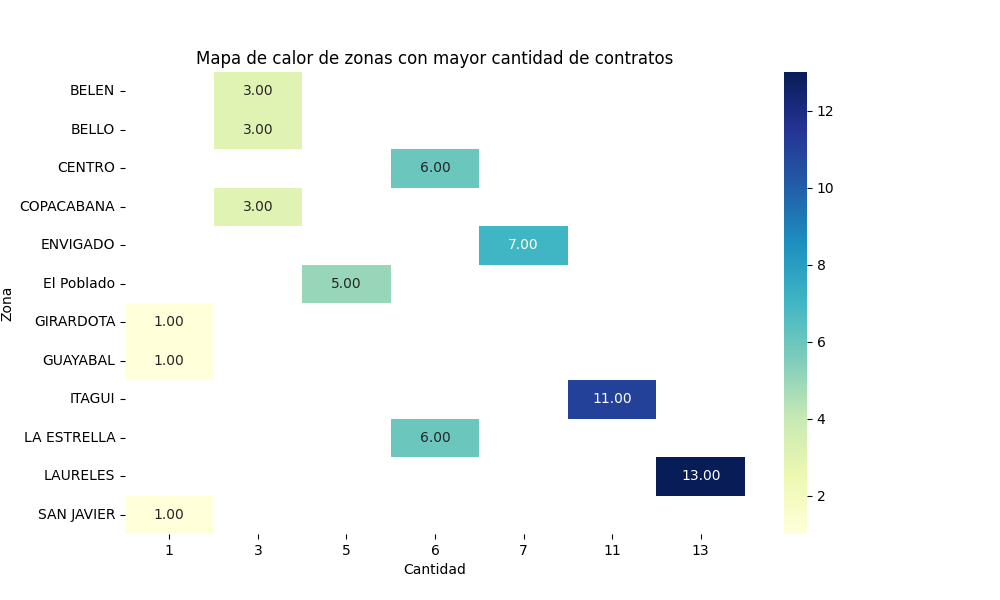 Mapa de calor de zonas con mayor cantidad de contratos
Zona
BELEN 3.00
BELLO 3.00
CENTRO 6.00
COPACABANA 3.00
ENVIGADO 7.00
El Poblado 5.00
GIRARDOTA 1.00
GUAYABAL 1.00
ITAGUI 11.00
LA ESTRELLA 6.00
LAURELES 13.00
SAN JAVIER 1.00
1 3 5 6 7 11 13
Cantidad
12
10
8
6
4
2